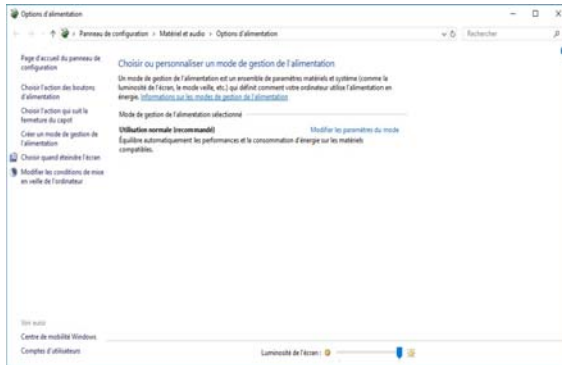 Options d'alimentation
Panneau de configuration > Matériel et audio > Options d'alimentation
Rechercher
Page d'accueil du panneau de
configuration
Choisir l'action des boutons
d'alimentation
Choisir l'action qui suit la
fermeture du capot
Créer un mode de gestion de
l'alimentation
Choisir quand éteindre l'écran
Modifier les conditions de mise
en veille de l'ordinateur
Choisir ou personnaliser un mode de gestion de l'alimentation
Un mode de gestion de l'alimentation est un ensemble de paramètres matériels et système (comme la
luminosité de l'écran, le mode veille, etc.) qui définit comment votre ordinateur utilise l'alimentation en
énergie. Informations sur les modes de gestion de l'alimentation
Mode de gestion de l'alimentation sélectionné
Utilisation normale (recommandé)
Modifier les paramètres du mode
Équilibre automatiquement les performances et la consommation d'énergie sur les matériels
compatibles.
Voir aussi
Centre de mobilité Windows
Comptes d'utilisateurs
Luminosité de l'écran :